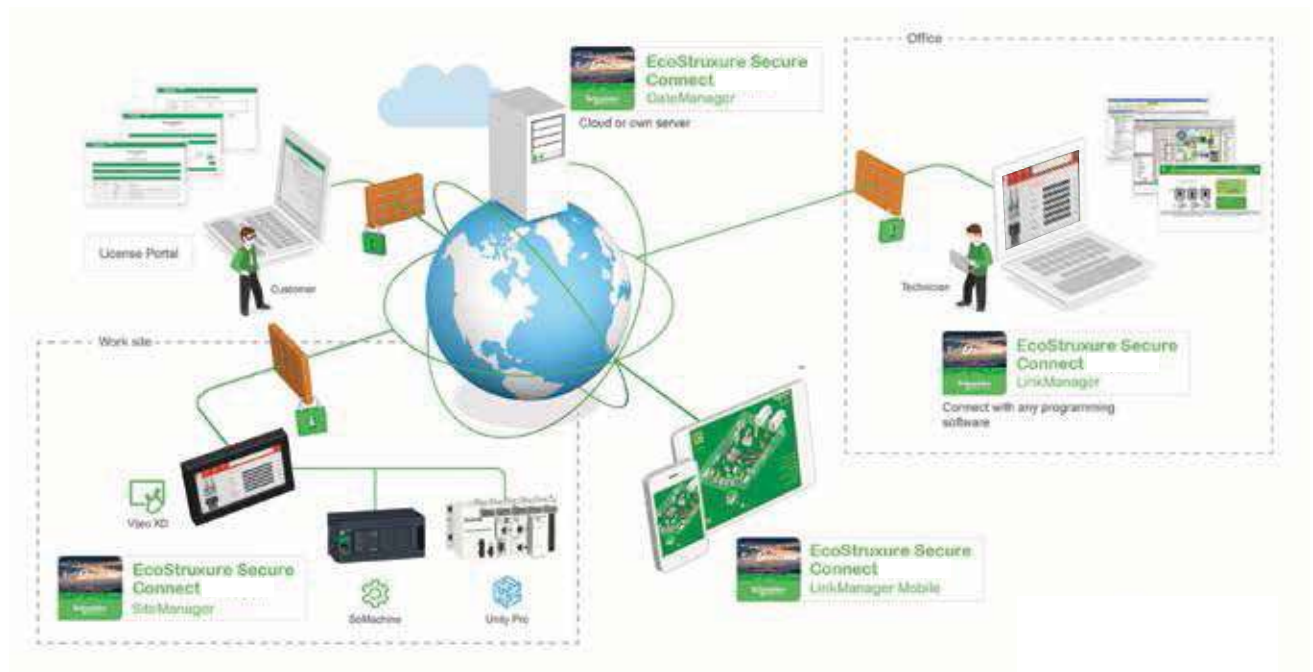 Office
EcoStruxure Secure
Connect
GateManager
Cloud or own server
License Portal
Customer
Technician
EcoStruxure Secure
Connect
LinkManager
Connect with any programming
software
Work site
Vijeo XD
EcoStruxure Secure
Connect
SiteManager
SoMachine
Unity Pro
EcoStruxure Secure
Connect
LinkManager Mobile